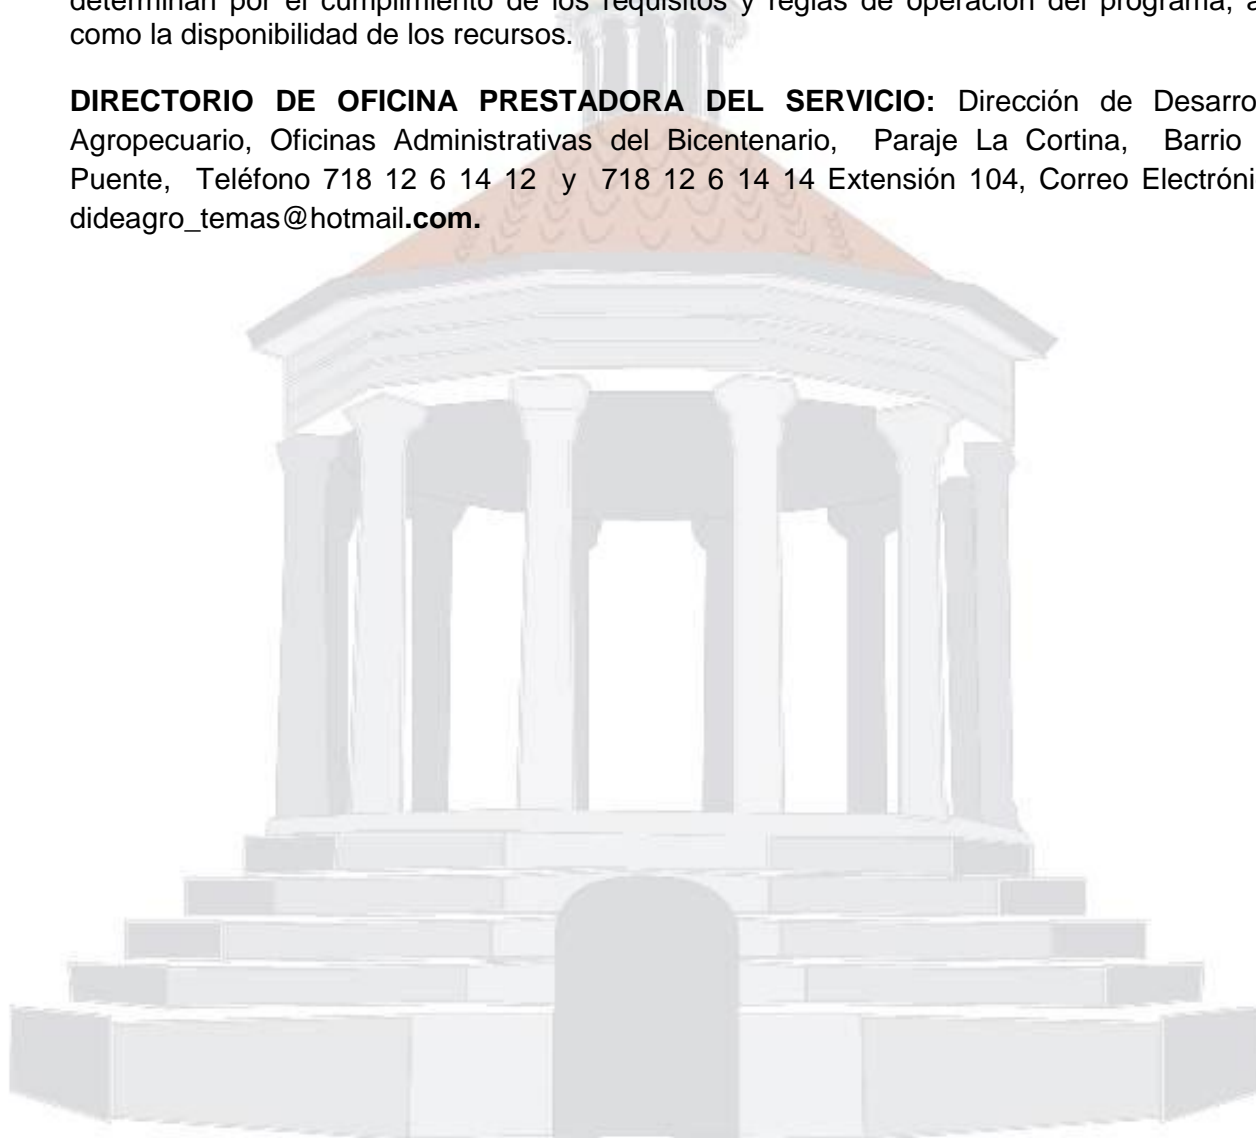 determinan por el cumplimiento de los requisitos y reglas de operación del programa, a
como la disponibilidad de los recursos.
DIRECTORIO DE OFICINA PRESTADORA DEL SERVICIO: Dirección de Desarro
Agropecuario, Oficinas Administrativas del Bicentenario, Paraje La Cortina, Barrio
Puente, Teléfono 718 12 6 14 12 y 718 12 6 14 14 Extensión 104, Correo Electróni
dideagro_temas@hotmail.com.